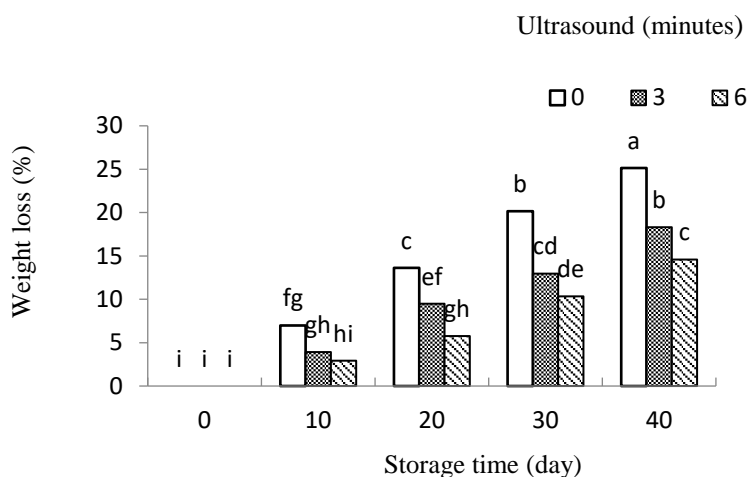 Ultrasound (minutes)
0 3 6
Weight loss (%)
30
25
20
15
10
5
0
i i i
fg gh hi
c ef gh
b cd de
a b c
0 10 20 30 40
Storage time (day)